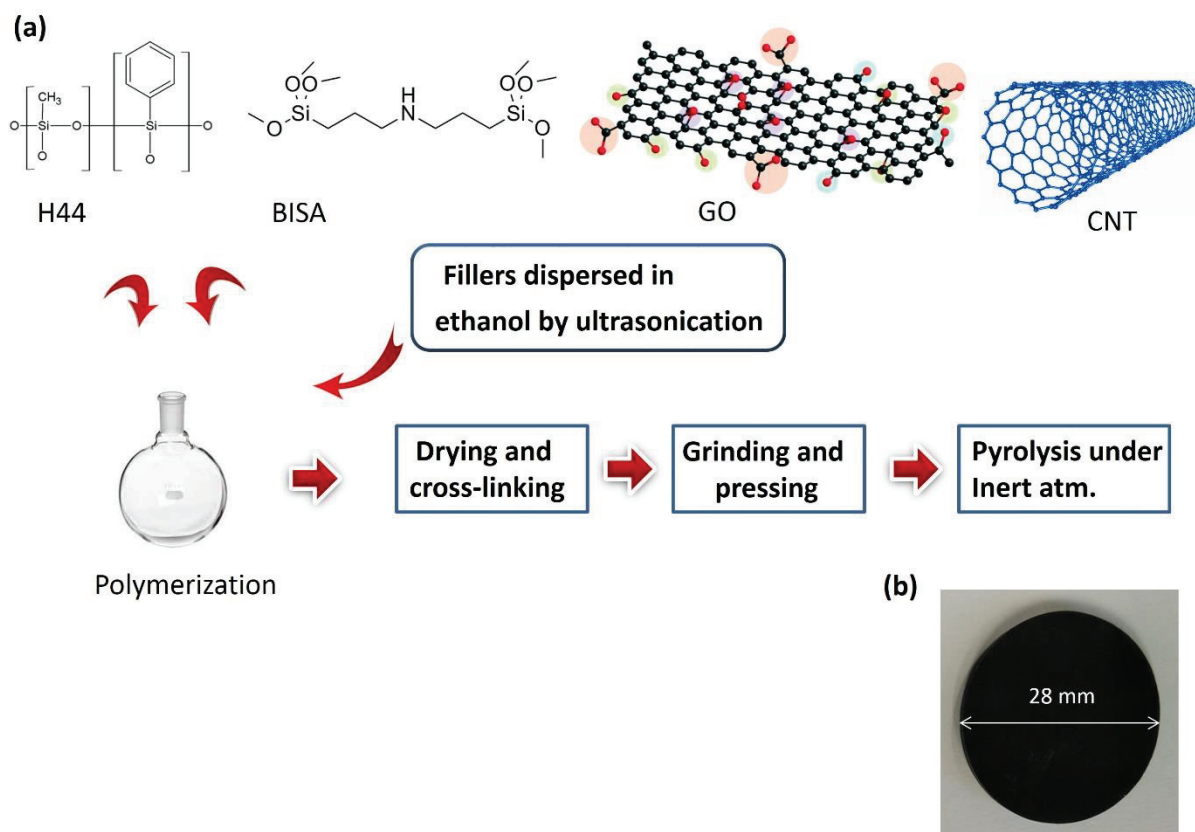 (a)
CH3
O
Si
O
Si
O
O
O
H44
O
O
Si
O
H
N
O
O
Si
O
BISA
GO
CNT
Fillers dispersed in
ethanol by ultrasonication
Polymerization
Drying and
cross-linking
Grinding and
pressing
Pyrolysis under
Inert atm.
(b)
28 mm